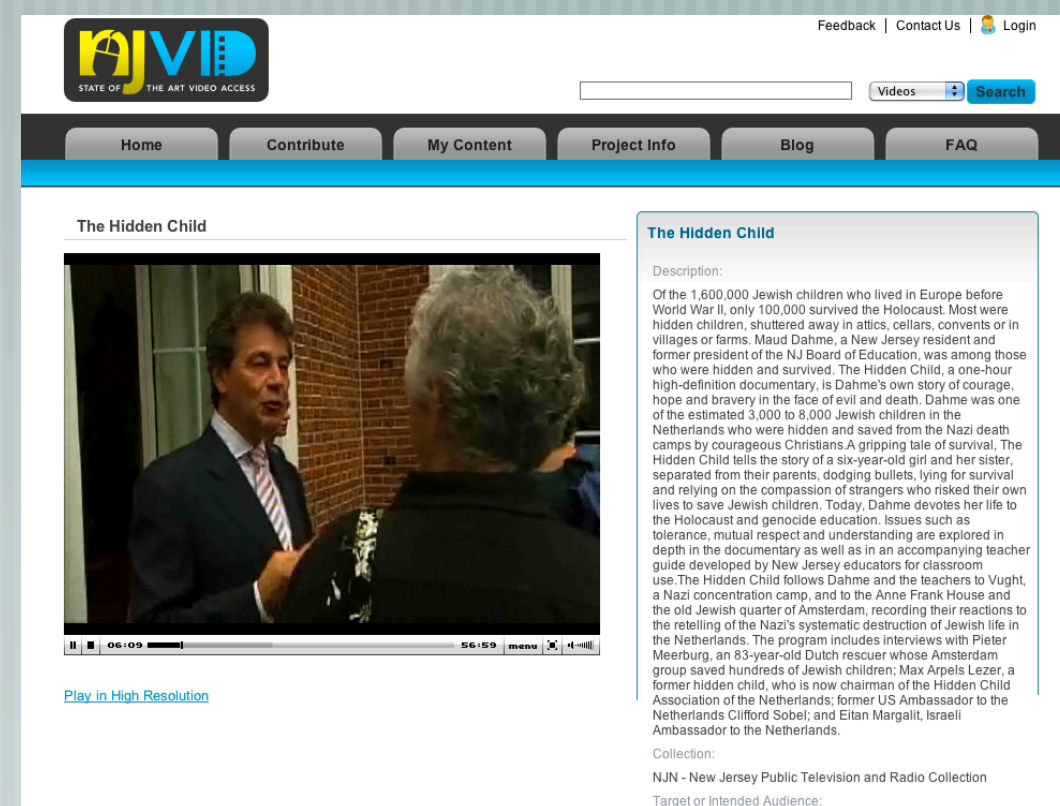 Feedback | Contact Us | Login
NJVID
STATE OF THE ART VIDEO ACCESS
Videos Search
Home Contribute My Content Project Info Blog FAQ
The Hidden Child
06:09 56:59 menu
Play in High Resolution
The Hidden Child
Description:
Of the 1,600,000 Jewish children who lived in Europe before
World War II, only 100,000 survived the Holocaust. Most were
hidden children, shuttered away in attics, cellars, convents or in
villages or farms. Maud Dahme, a New Jersey resident and
former president of the NJ Board of Education, was among those
who were hidden and survived. The Hidden Child, a one-hour
high-definition documentary, is Dahme's own story of courage,
hope and bravery in the face of evil and death. Dahme was one
of the estimated 3,000 to 8,000 Jewish children in the
Netherlands who were hidden and saved from the Nazi death
camps by courageous Christians.A gripping tale of survival, The
Hidden Child tells the story of a six-year-old girl and her sister,
separated from their parents, dodging bullets, lying for survival
and relying on the compassion of strangers who risked their own
lives to save Jewish children. Today, Dahme devotes her life to
the Holocaust and genocide education. Issues such as
tolerance, mutual respect and understanding are explored in
depth in the documentary as well as in an accompanying teacher
guide developed by New Jersey educators for classroom
use.The Hidden Child follows Dahme and the teachers to Vught,
a Nazi concentration camp, and to the Anne Frank House and
the old Jewish quarter of Amsterdam, recording their reactions to
the retelling of the Nazi's systematic destruction of Jewish life in
the Netherlands. The program includes interviews with Pieter
Meerburg, an 83-year-old Dutch rescuer whose Amsterdam
group saved hundreds of Jewish children; Max Arpels Lezer, a
former hidden child, who is now chairman of the Hidden Child
Association of the Netherlands; former US Ambassador to the
Netherlands Clifford Sobel; and Eitan Margalit, Israeli
Ambassador to the Netherlands.
Collection:
NJN - New Jersey Public Television and Radio Collection
Target or Intended Audience: